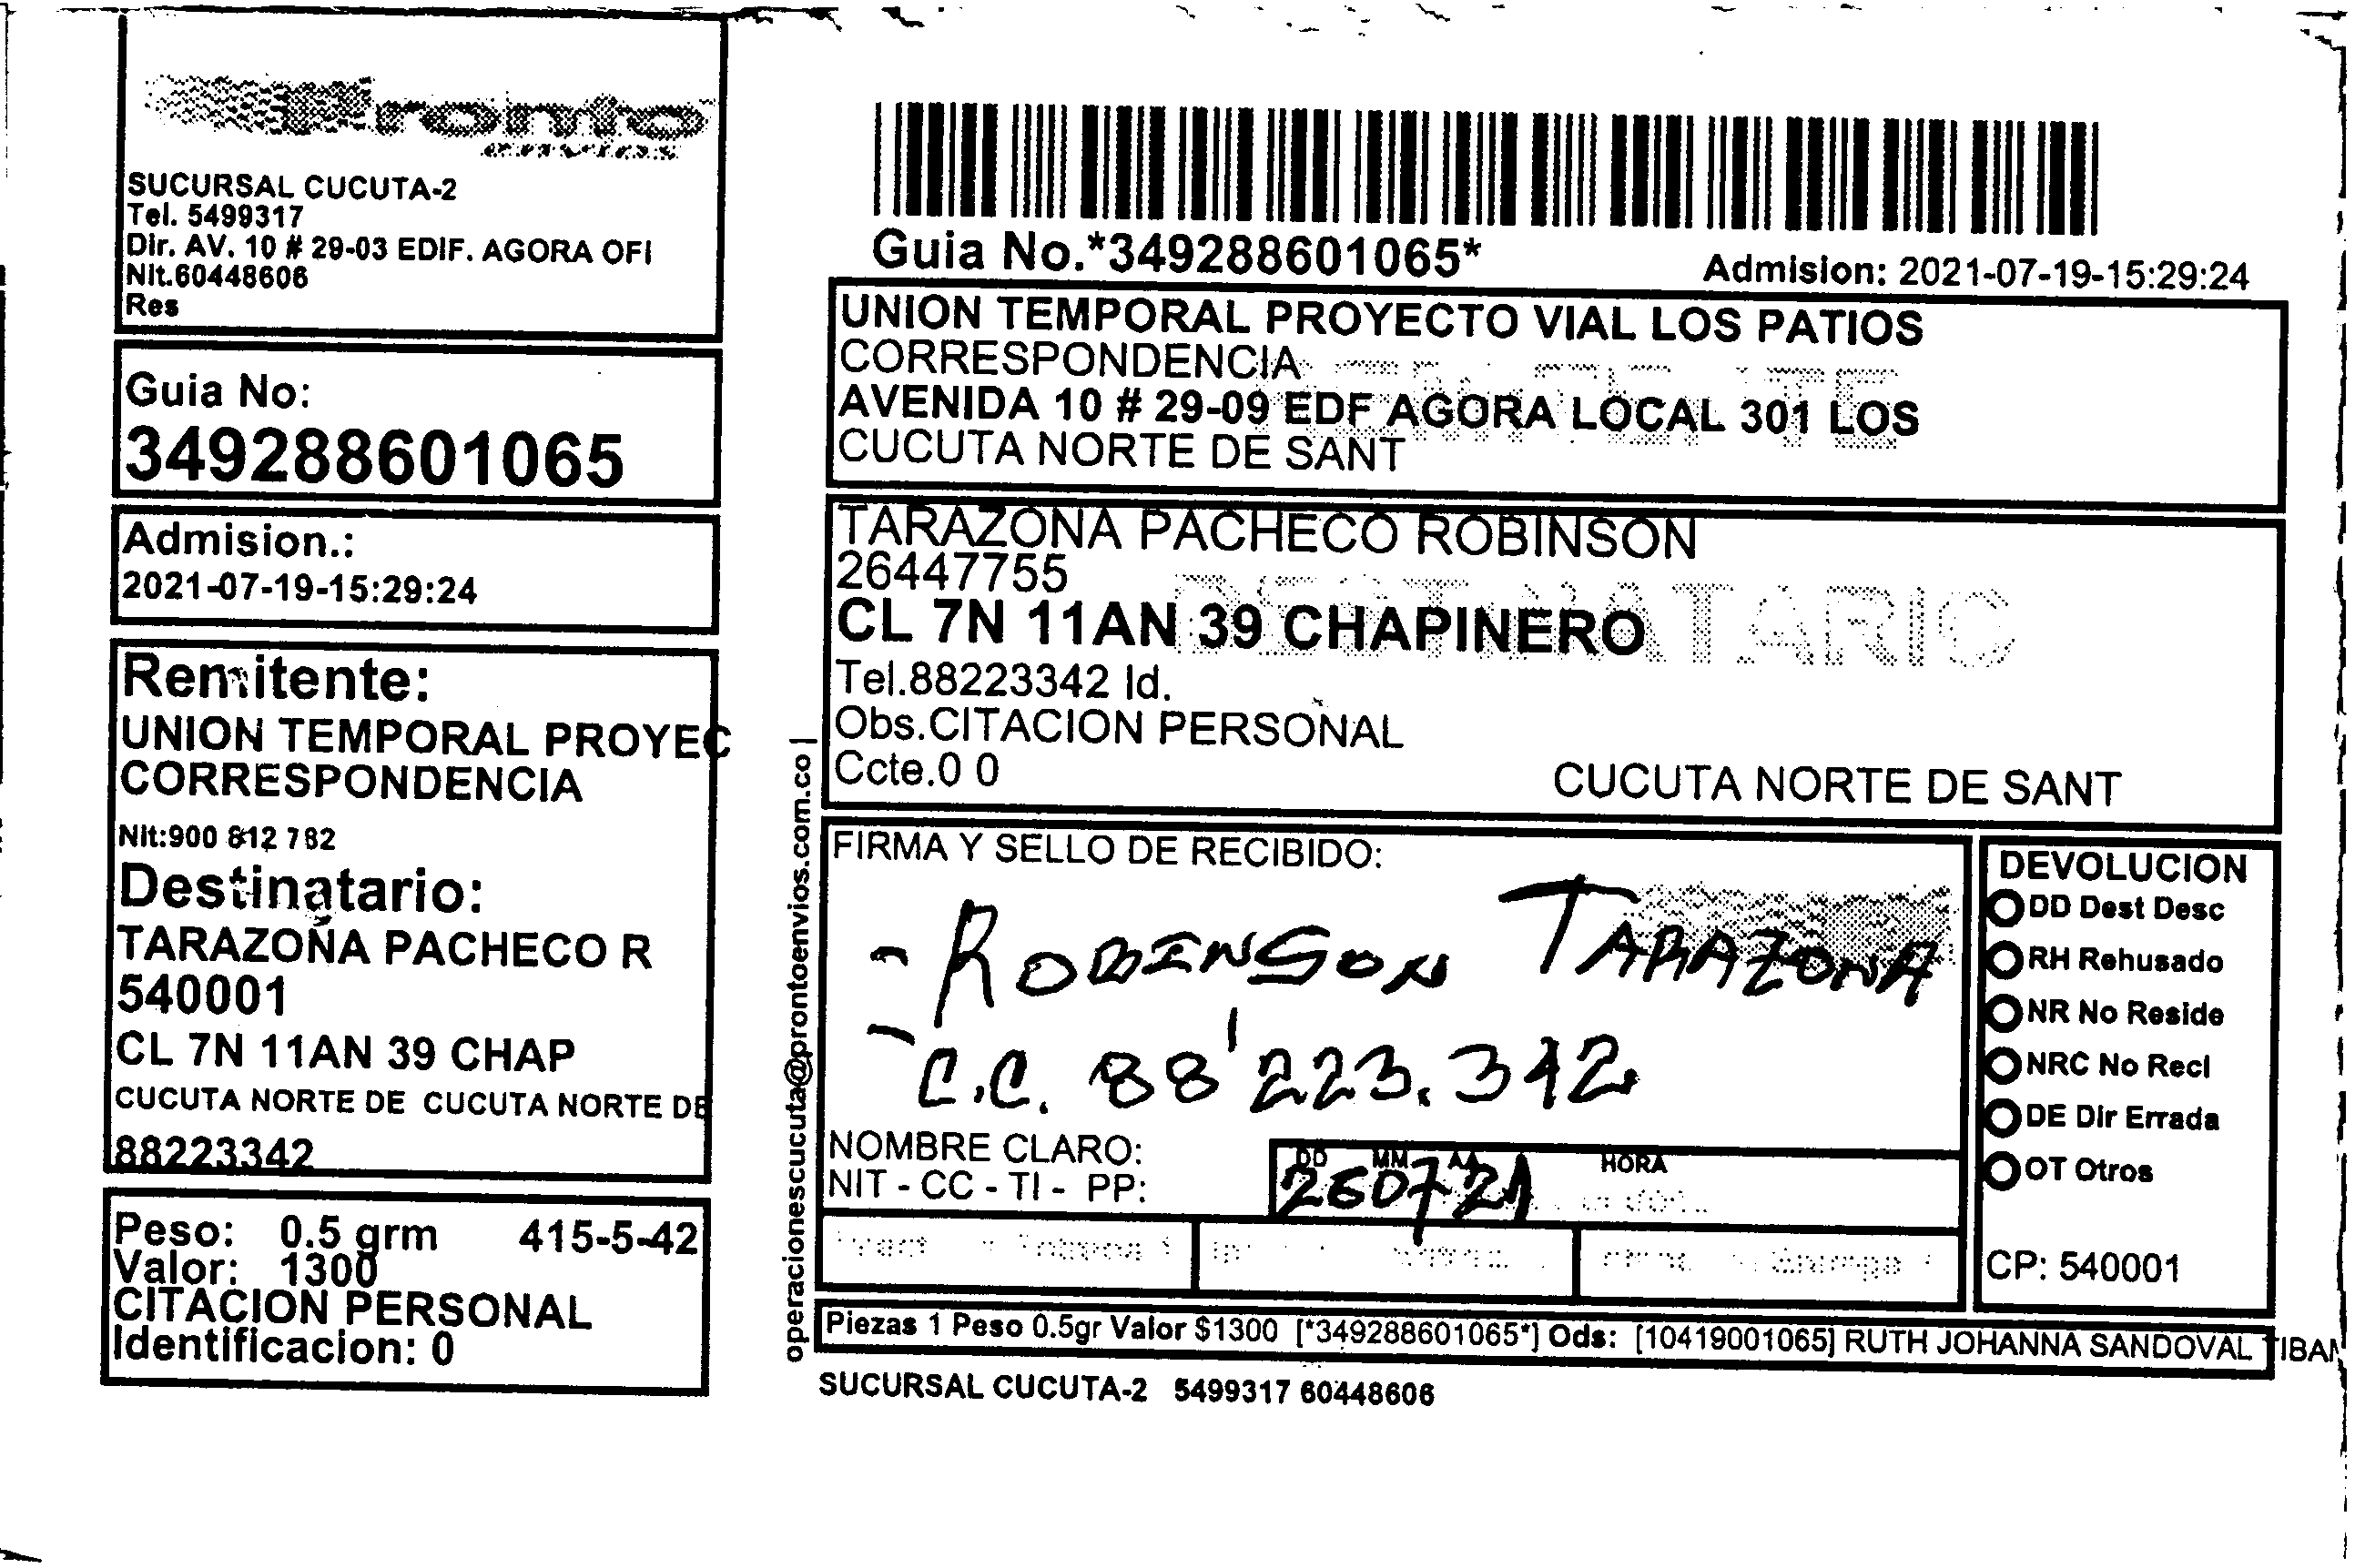 Pronto
envios
SUCURSAL CUCUTA-2
Tel. 5499317
Dir. AV. 10 # 29-03 EDIF. AGORA OFI
Nit.60448606
Res
Guia No:
349288601065
Admision.:
2021-07-19-15:29:24
Remitente:
UNION TEMPORAL PROYEC
CORRESPONDENCIA
Nit:900 812 782
Destinatario:
TARAZONA PACHECO R
540001
CL 7N 11AN 39 CHAP
CUCUTA NORTE DE CUCUTA NORTE DE
88223342
Peso: 0.5 grm 415-5-42
Valor: 1300
CITACION PERSONAL
Identificacion: 0
operacionescucuta@prontoenvios.com.co |
Guia No.*349288601065*
Admision: 2021-07-19-15:29:24
UNION TEMPORAL PROYECTO VIAL LOS PATIOS
CORRESPONDENCIA
AVENIDA 10 # 29-09 EDF AGORA LOCAL 301 LOS
CUCUTA NORTE DE SANT
TARAZONA PACHECO ROBINSON
26447755
DESTINATARIO
CL 7N 11AN 39 CHAPINERO
Tel.88223342 Id.
Obs.CITACION PERSONAL
Ccte.0 0
CUCUTA NORTE DE SANT
FIRMA Y SELLO DE RECIBIDO:
- ROBINSON TARAZONA
- C.C. 88'223.342
NOMBRE CLARO:
NIT - CC - TI - PP:
DD MM AA HORA
260721
DEVOLUCION
DD Dest Desc
RH Rehusado
NR No Reside
NRC No Recl
DE Dir Errada
OT Otros
CP: 540001
Piezas 1 Peso 0.5gr Valor $1300 [*349288601065*] Ods: [10419001065] RUTH JOHANNA SANDOVAL TIBAM
SUCURSAL CUCUTA-2 5499317 60448606